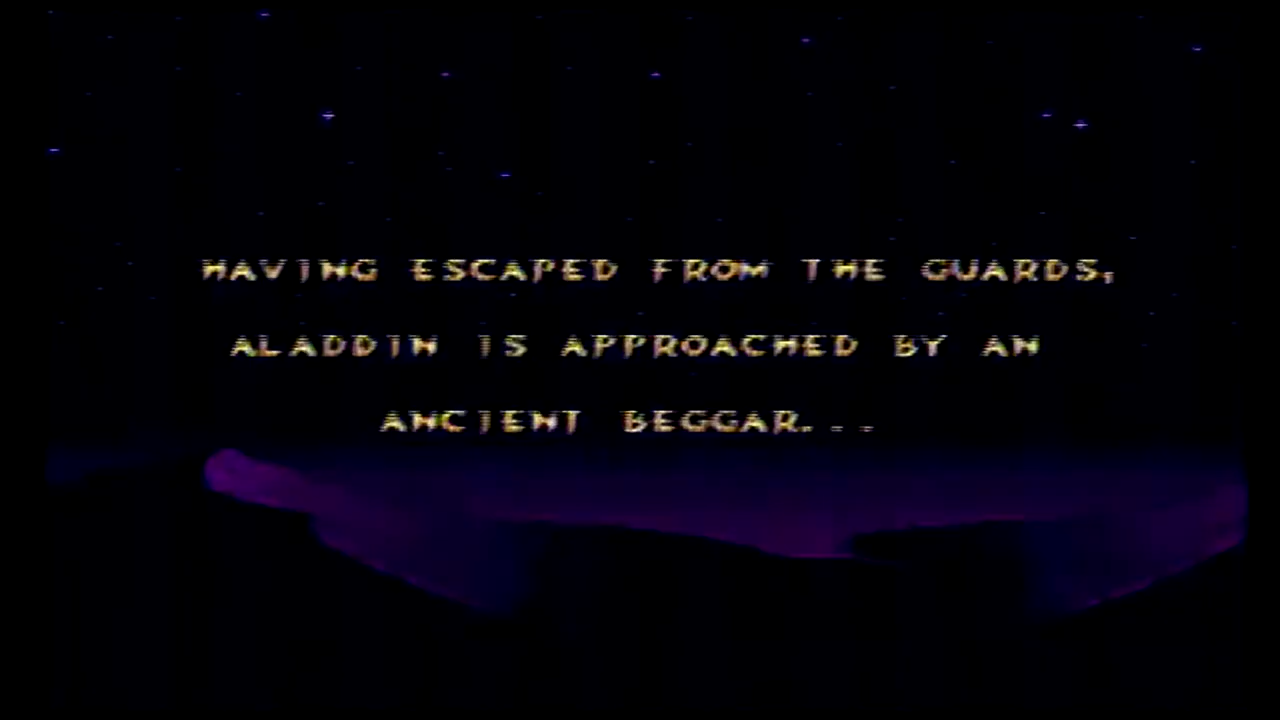 HAVING ESCAPED FROM THE GUARDS,
ALADDIN IS APPROACHED BY AN
ANCIENT BEGGAR...